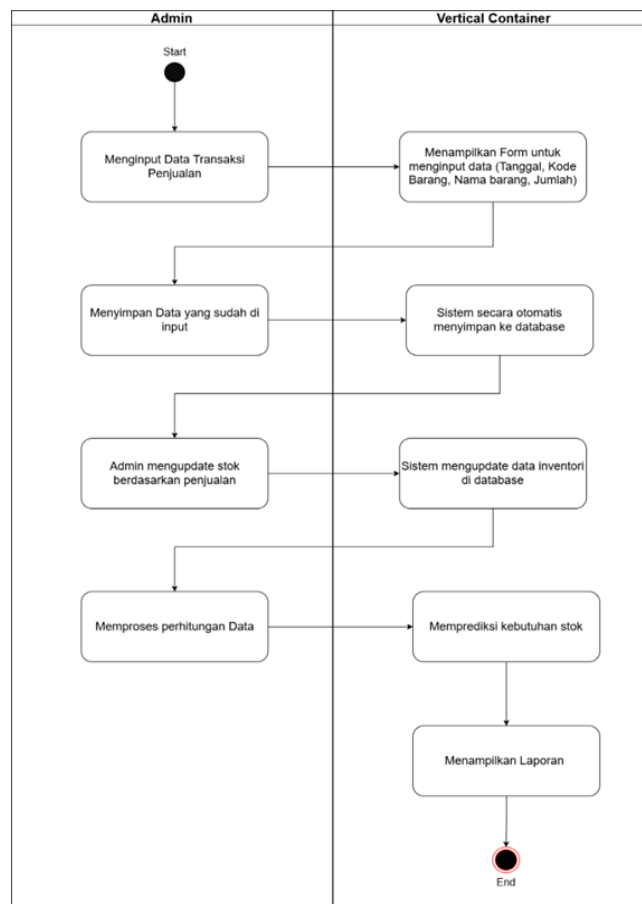 Admin
Vertical Container
Start
Menginput Data Transaksi
Penjualan
Menampilkan Form untuk
menginput data (Tanggal, Kode
Barang, Nama barang, Jumlah)
Menyimpan Data yang sudah di
input
Sistem secara otomatis
menyimpan ke database
Admin mengupdate stok
berdasarkan penjualan
Sistem mengupdate data inventori
di database
Memproses perhitungan Data
Memprediksi kebutuhan stok
Menampilkan Laporan
End